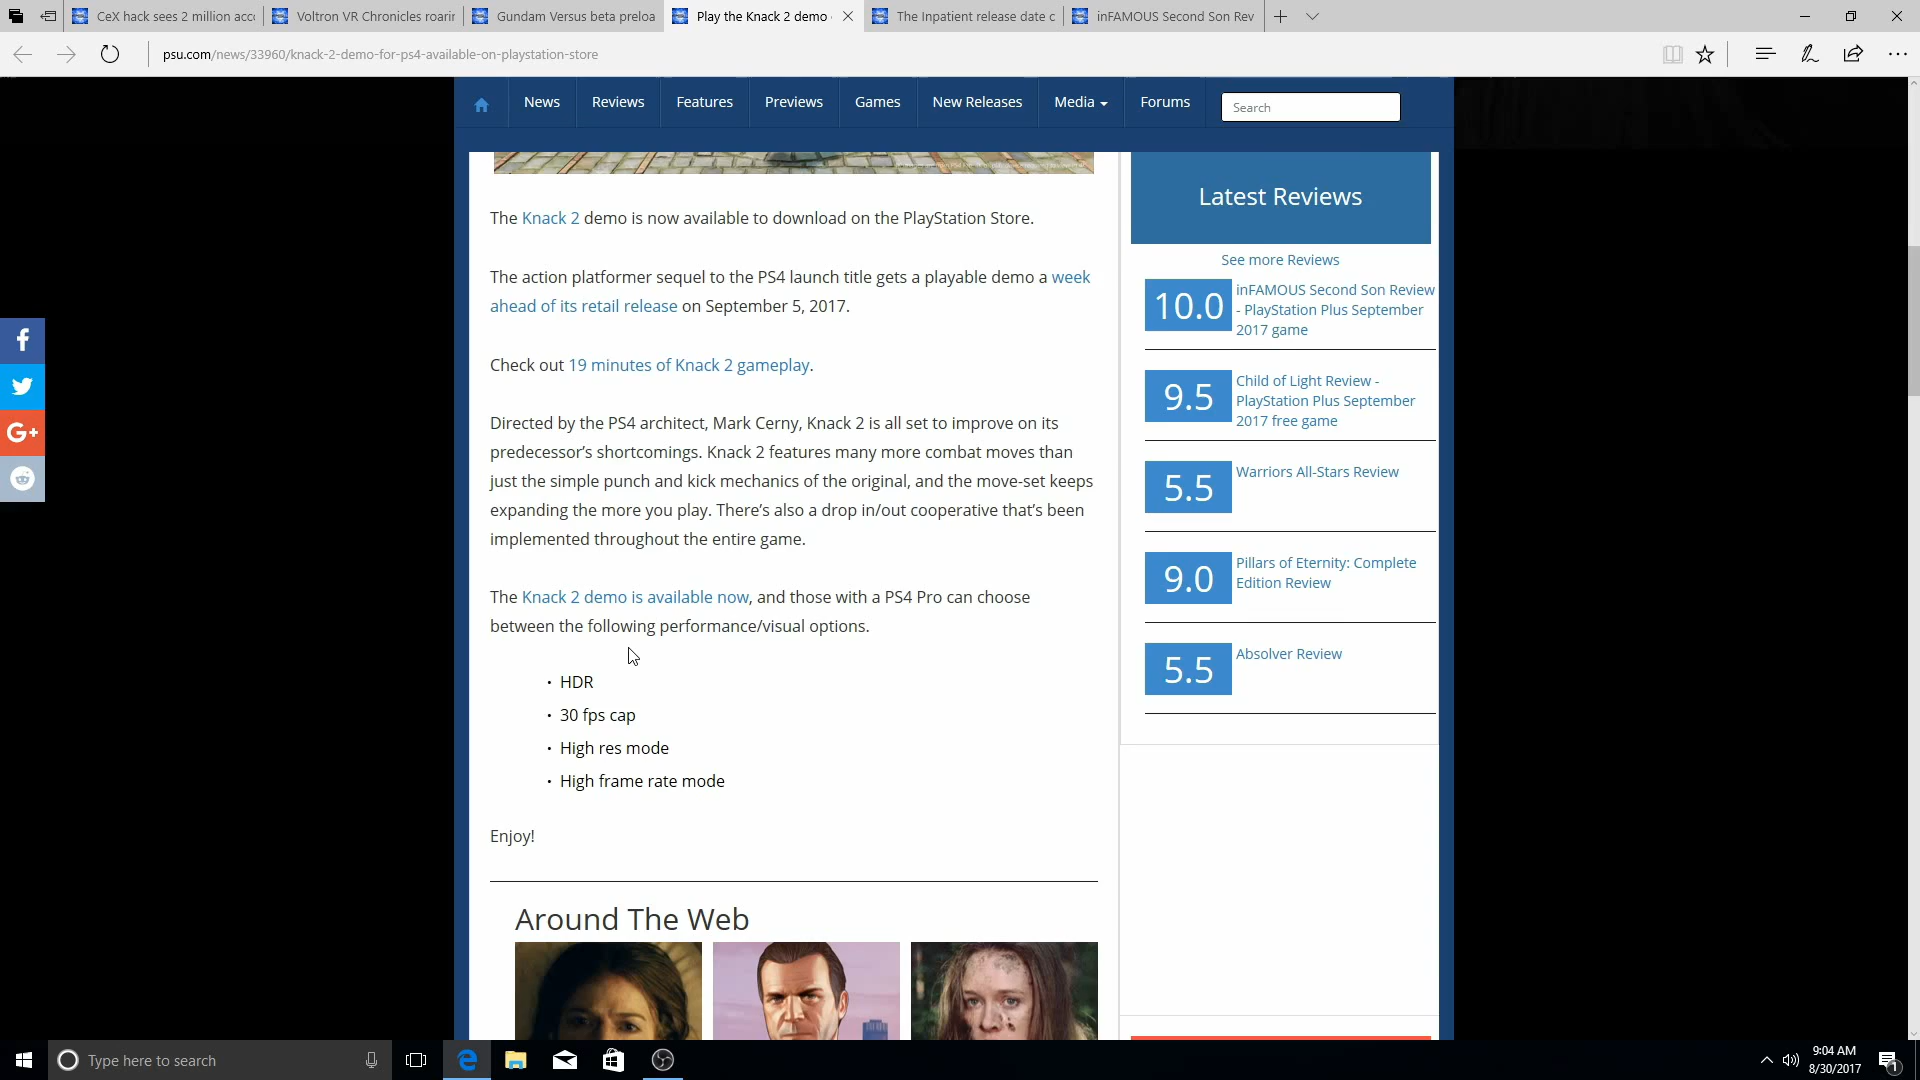 CeX hack sees 2 million acc
Voltron VR Chronicles roarin
Gundam Versus beta preloa
Play the Knack 2 demo
The Inpatient release date c
inFAMOUS Second Son Rev
psu.com/news/33960/knack-2-demo-for-ps4-available-on-playstation-store
News
Reviews
Features
Previews
Games
New Releases
Media
Forums
Search
The Knack 2 demo is now available to download on the PlayStation Store.
The action platformer sequel to the PS4 launch title gets a playable demo a week
ahead of its retail release on September 5, 2017.
Check out 19 minutes of Knack 2 gameplay.
Directed by the PS4 architect, Mark Cerny, Knack 2 is all set to improve on its
predecessor's shortcomings. Knack 2 features many more combat moves than
just the simple punch and kick mechanics of the original, and the move-set keeps
expanding the more you play. There's also a drop in/out cooperative that's been
implemented throughout the entire game.
The Knack 2 demo is available now, and those with a PS4 Pro can choose
between the following performance/visual options.
• HDR
• 30 fps cap
• High res mode
• High frame rate mode
Enjoy!
Around The Web
Latest Reviews
See more Reviews
10.0
inFAMOUS Second Son Review
- PlayStation Plus September
2017 game
9.5
Child of Light Review -
PlayStation Plus September
2017 free game
5.5
Warriors All-Stars Review
9.0
Pillars of Eternity: Complete
Edition Review
5.5
Absolver Review
f
G+
Type here to search
9:04 AM
8/30/2017
1